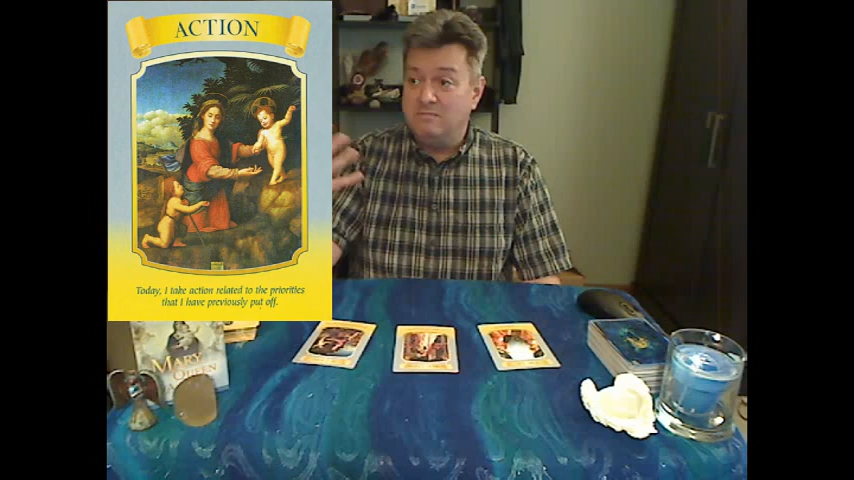 ACTION
Today, I take action related to the priorities
that I have previously put off.
MARY
QUEEN